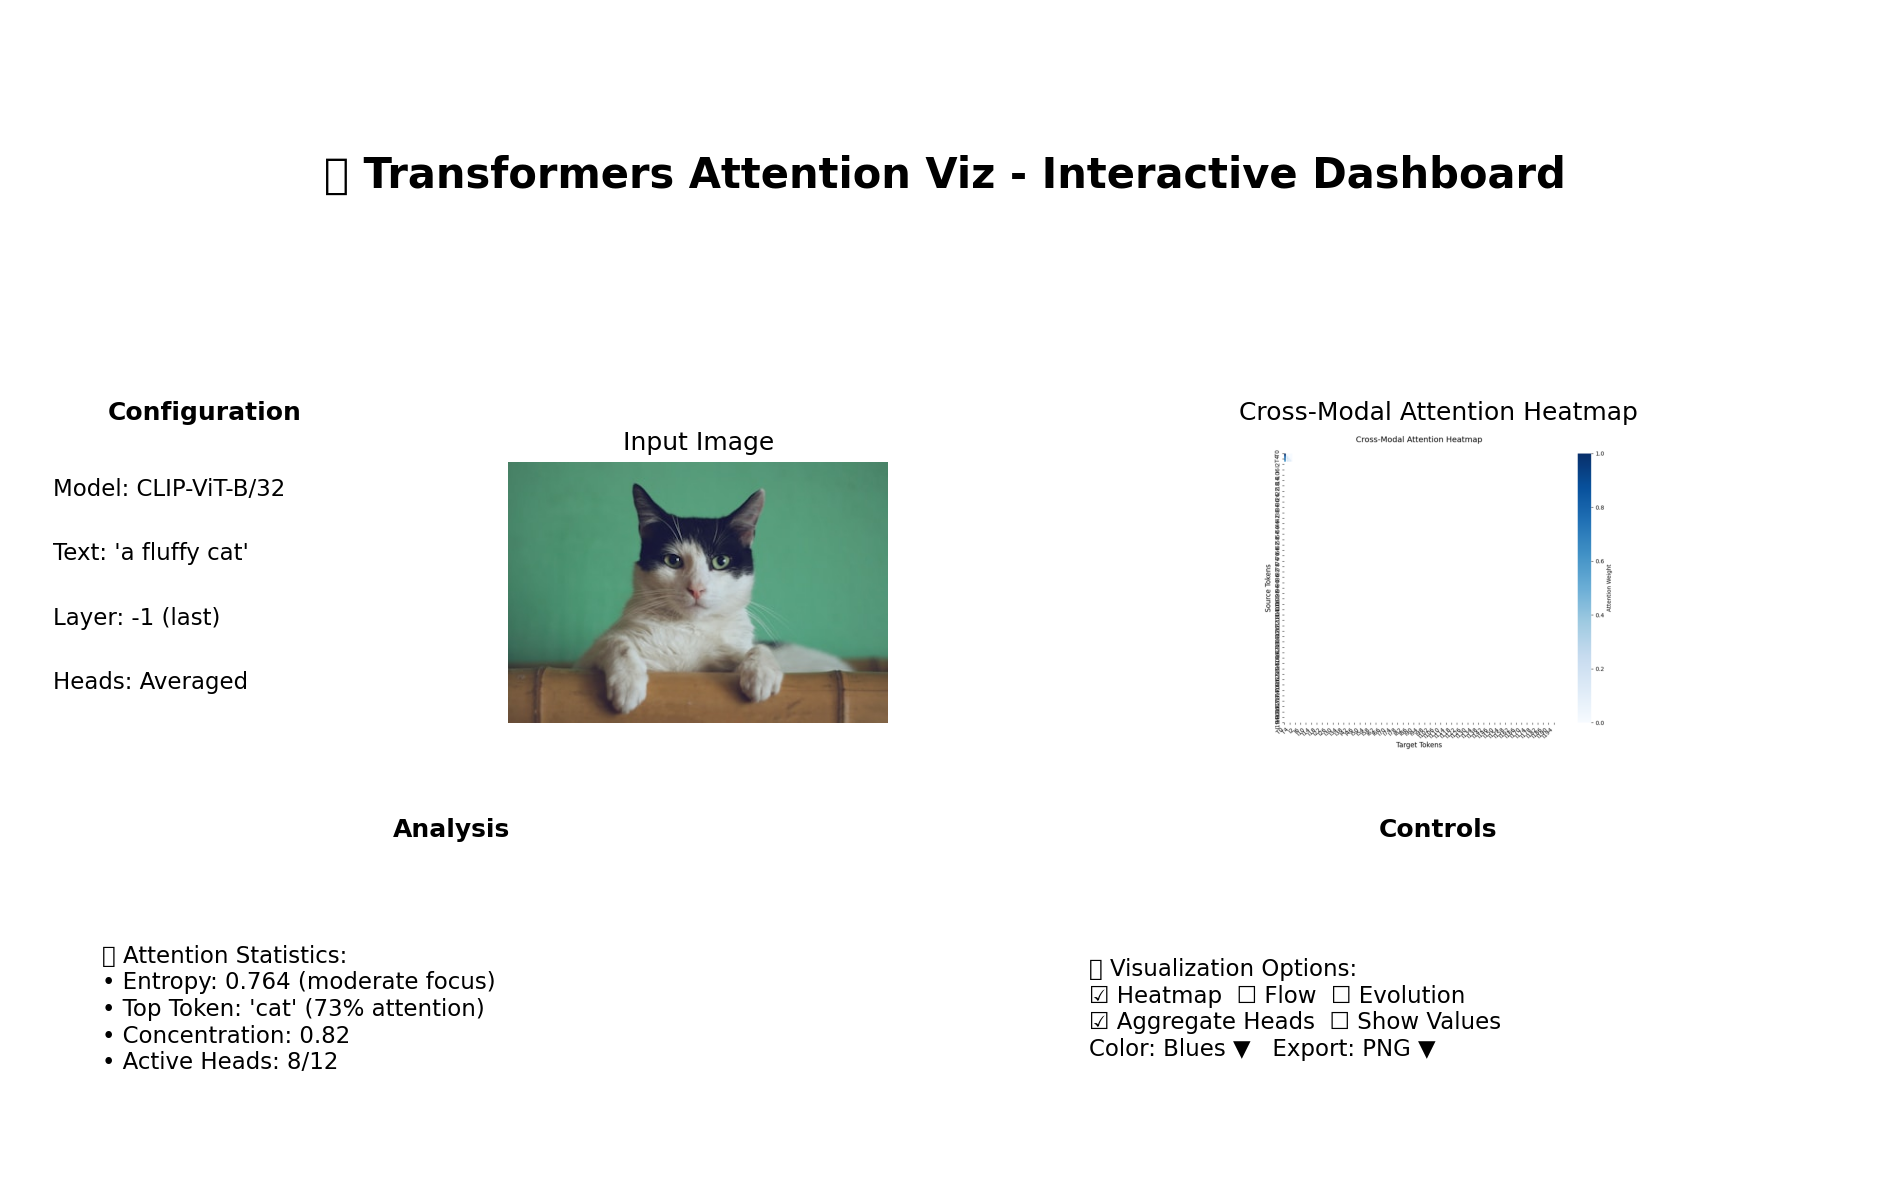 Transformers Attention Viz - Interactive Dashboard
Configuration
Model: CLIP-ViT-B/32
Text: 'a fluffy cat'
Layer: -1 (last)
Heads: Averaged
Input Image
Cross-Modal Attention Heatmap
Cross-Modal Attention Heatmap
Source Tokens
Target Tokens
1.0
0.8
0.6
0.4
0.2
0.0
Attention Weight
Analysis
Attention Statistics:
• Entropy: 0.764 (moderate focus)
• Top Token: 'cat' (73% attention)
• Concentration: 0.82
• Active Heads: 8/12
Controls
Visualization Options:
☑ Heatmap ☐ Flow ☐ Evolution
☑ Aggregate Heads ☐ Show Values
Color: Blues ▼ Export: PNG ▼